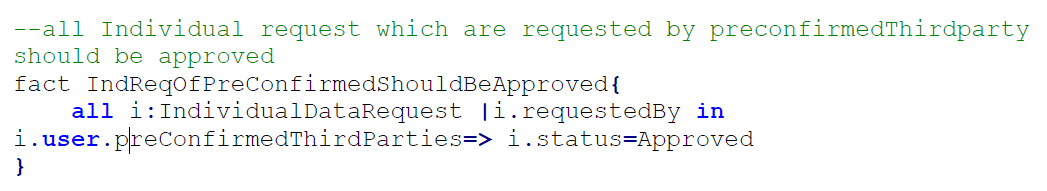 --all Individual request which are requested by preconfirmedThirdparty
should be approved
fact IndReqOfPreConfirmedShouldBeApproved{
    all i:IndividualDataRequest |i.requestedBy in
i.user.preConfirmedThirdParties=> i.status=Approved
}